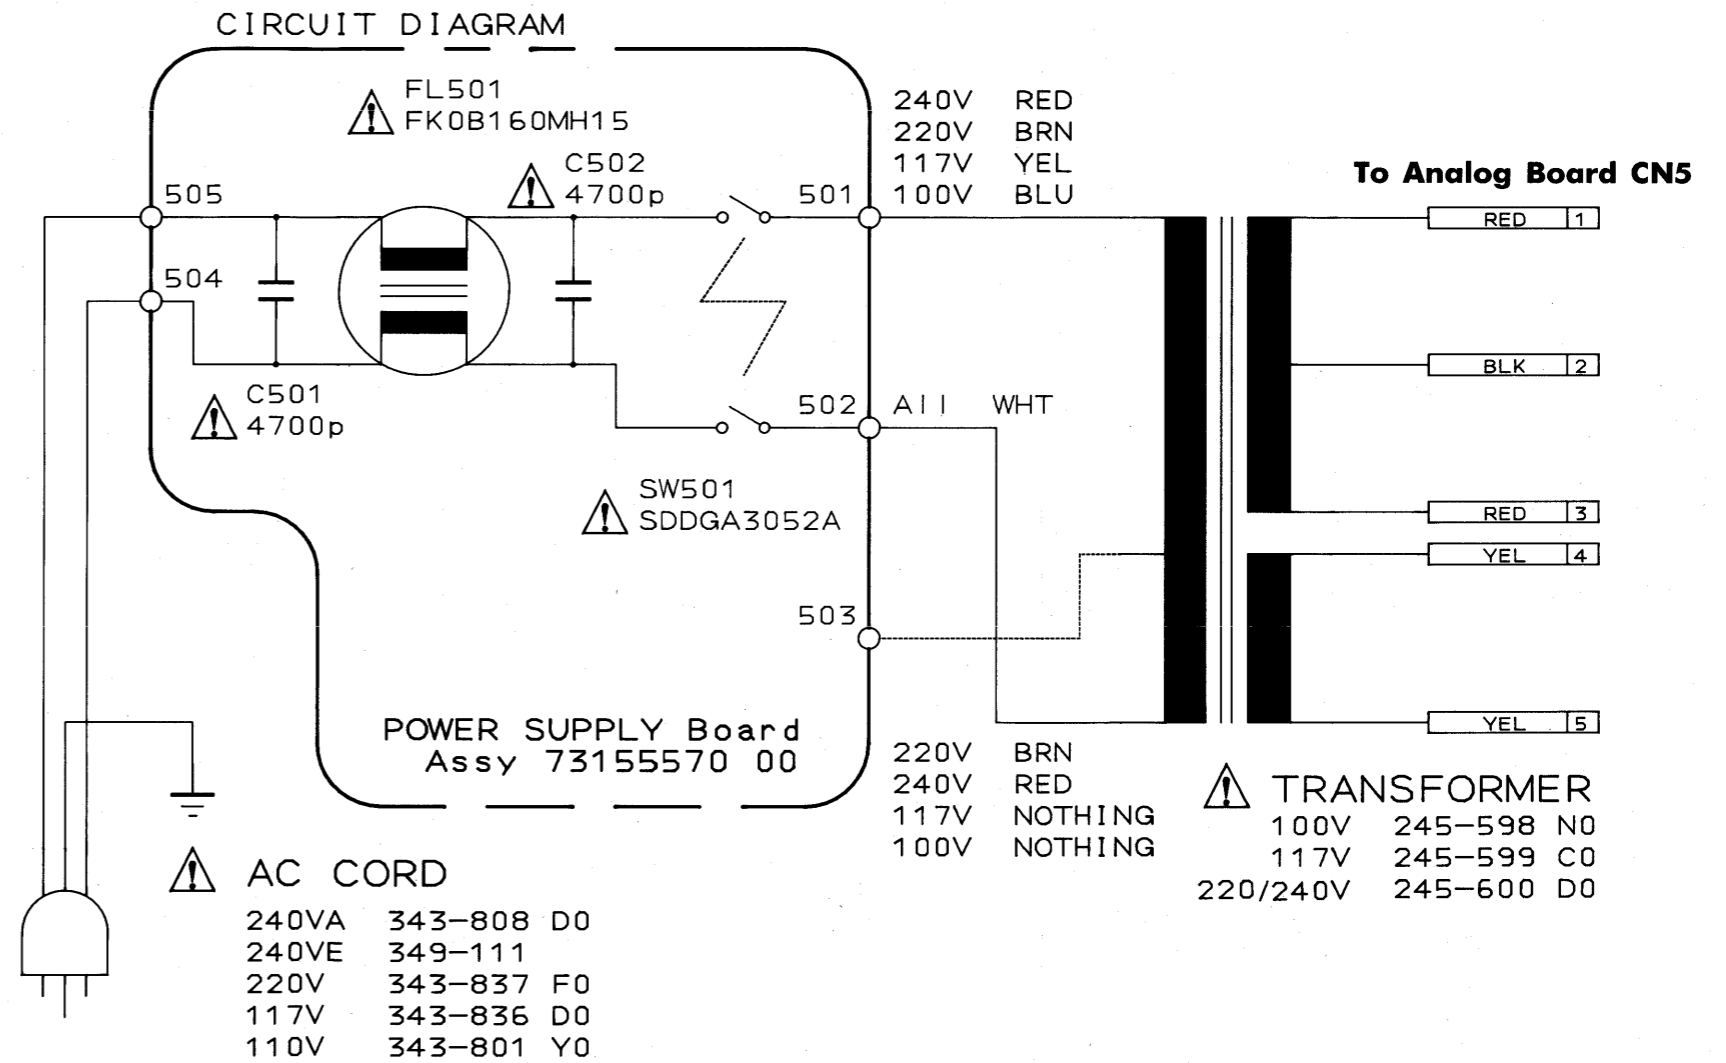 CIRCUIT DIAGRAM
FL501
FK0B160MH15
C502
4700p
505
504
501
240V RED
220V BRN
117V YEL
100V BLU
To Analog Board CN5
RED 1
BLK 2
RED 3
YEL 4
YEL 5
C501
4700p
502
All WHT
SW501
SDDGA3052A
503
POWER SUPPLY Board
Assy 73155570 00
220V BRN
240V RED
117V NOTHING
100V NOTHING
TRANSFORMER
100V 245-598 N0
117V 245-599 C0
220/240V 245-600 D0
AC CORD
240VA 343-808 D0
240VE 349-111
220V 343-837 F0
117V 343-836 D0
110V 343-801 Y0